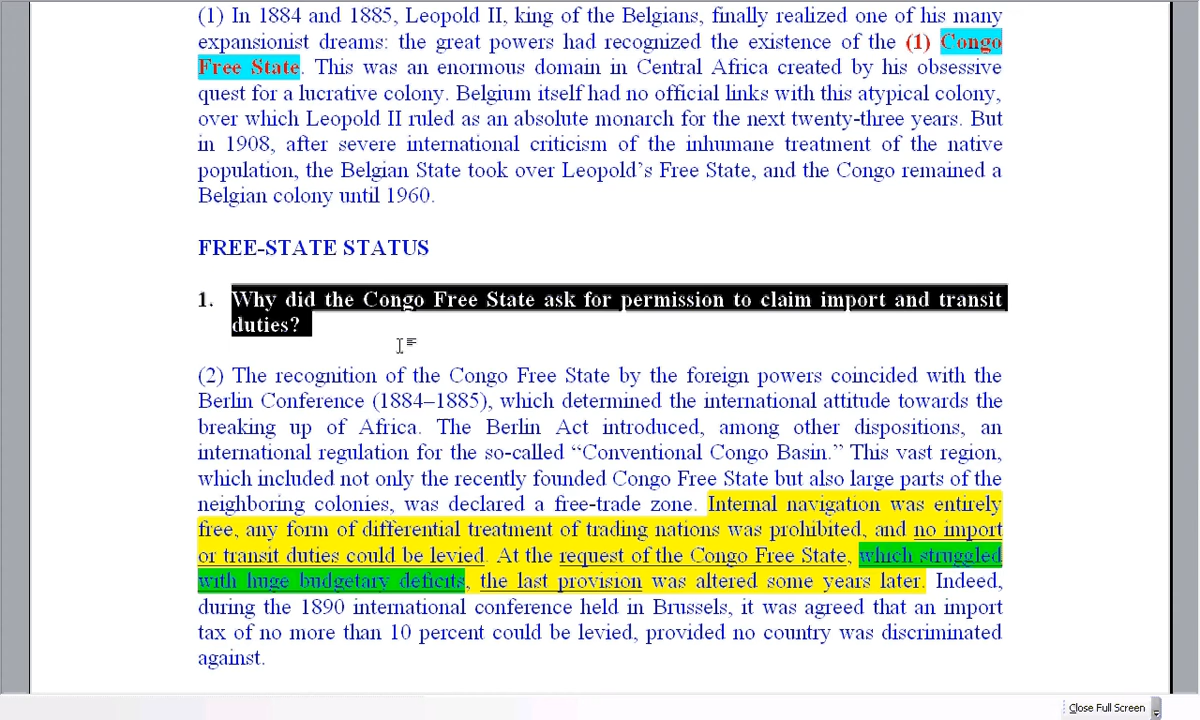 (1) In 1884 and 1885, Leopold II, king of the Belgians, finally realized one of his many
expansionist dreams: the great powers had recognized the existence of the (1) Congo
Free State. This was an enormous domain in Central Africa created by his obsessive
quest for a lucrative colony. Belgium itself had no official links with this atypical colony,
over which Leopold II ruled as an absolute monarch for the next twenty-three years. But
in 1908, after severe international criticism of the inhumane treatment of the native
population, the Belgian State took over Leopold’s Free State, and the Congo remained a
Belgian colony until 1960.
FREE-STATE STATUS
1. Why did the Congo Free State ask for permission to claim import and transit
duties?
(2) The recognition of the Congo Free State by the foreign powers coincided with the
Berlin Conference (1884–1885), which determined the international attitude towards the
breaking up of Africa. The Berlin Act introduced, among other dispositions, an
international regulation for the so-called “Conventional Congo Basin.” This vast region,
which included not only the recently founded Congo Free State but also large parts of the
neighboring colonies, was declared a free-trade zone. Internal navigation was entirely
free, any form of differential treatment of trading nations was prohibited, and no import
or transit duties could be levied. At the request of the Congo Free State, which struggled
with huge budgetary deficits, the last provision was altered some years later. Indeed,
during the 1890 international conference held in Brussels, it was agreed that an import
tax of no more than 10 percent could be levied, provided no country was discriminated
against.
Close Full Screen